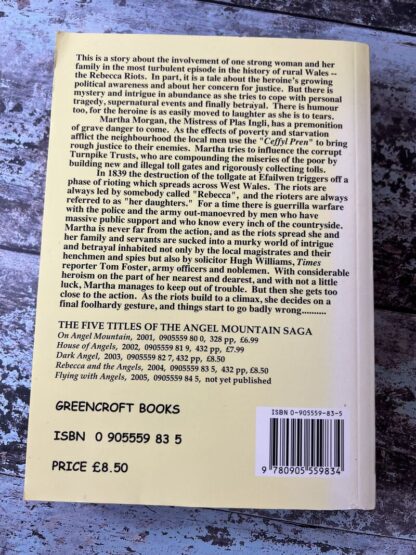 This is a story about the involvement of one strong woman and her
family in the most turbulent episode in the history of rural Wales --
the Rebecca Riots. In part, it is a tale about the heroine's growing
political awareness and about her concern for justice. But there is
mystery and intrigue in abundance as she tries to cope with personal
tragedy, supernatural events and finally betrayal. There is humour
too, for the heroine is as easily moved to laughter as she is to tears.
Martha Morgan, the Mistress of Plas Ingli, has a premonition
of grave danger to come. As the effects of poverty and starvation
afflict the neighbourhood the local men use the "Ceffyl Pren" to bring
rough justice to their enemies. Martha tries to influence the corrupt
Turnpike Trusts, who are compounding the miseries of the poor by
building new and illegal toll gates and rigorously collecting tolls.
In 1839 the destruction of the tollgate at Efailwen triggers off a
phase of rioting which spreads across West Wales. The riots are
always led by somebody called "Rebecca", and the rioters are always
referred to as "her daughters." For a time there is guerrilla warfare
with the police and the army out-manoevred by men who have
massive public support and who know every inch of the countryside.
Martha is never far from the action, and as the riots spread she and
her family and servants are sucked into a murky world of intrigue
and betrayal inhabited not only by the local magistrates and their
henchmen and spies but also by solicitor Hugh Williams, Times
reporter Tom Foster, army officers and noblemen. With considerable
heroism on the part of her nearest and dearest, and with not a little
luck, Martha manages to keep out of trouble. But then she gets too
close to the action. As the riots build to a climax, she decides on a
final foolhardy gesture, and things start to go badly wrong..........
THE FIVE TITLES OF THE ANGEL MOUNTAIN SAGA
On Angel Mountain, 2001, 0905559 80 0, 328 pp, £6.99
House of Angels, 2002, 0905559 81 9, 432 pp, £7.99
Dark Angel, 2003, 0905559 82 7, 432 pp, £8.50
Rebecca and the Angels, 2004, 0905559 83 5, 432 pp, £8.50
Flying with Angels, 2005, 0905559 84 5, not yet published
GREENCROFT BOOKS
ISBN 0 905559 83 5
PRICE £8.50
ISBN 0-905559-83-5
9 780905 559834